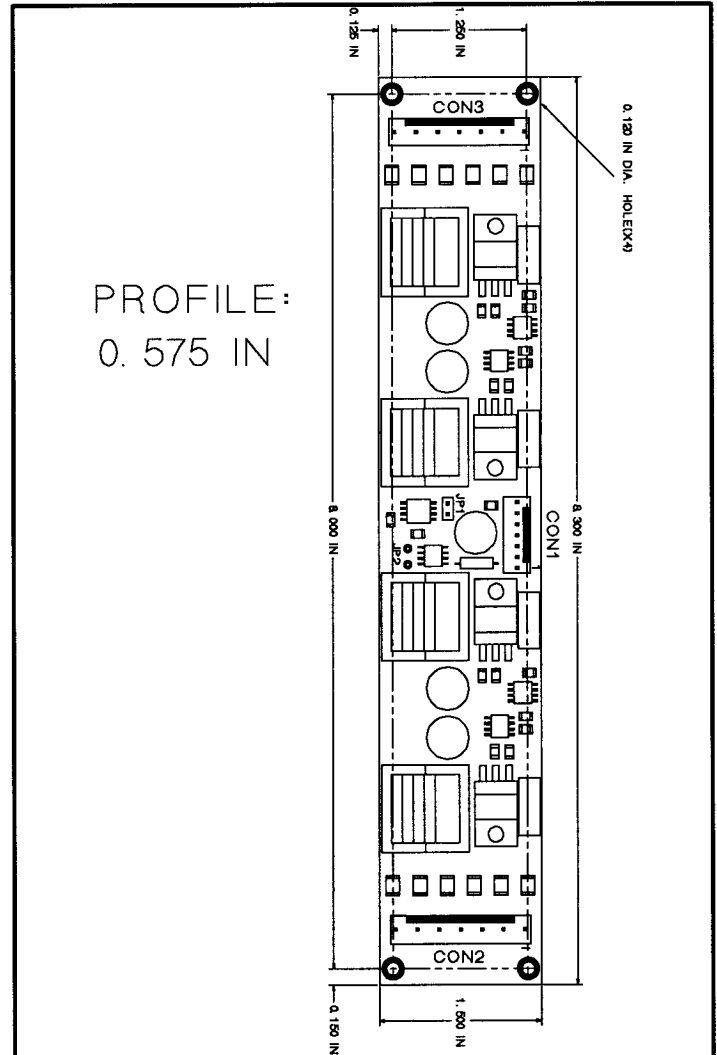 0.125 IN
1.250 IN
0.120 IN DIA. HOLE(X4)
CON3
PROFILE:
0.575 IN
8.000 IN
8.300 IN
JP1
CON1
JP2
CON2
1.500 IN
0.150 IN